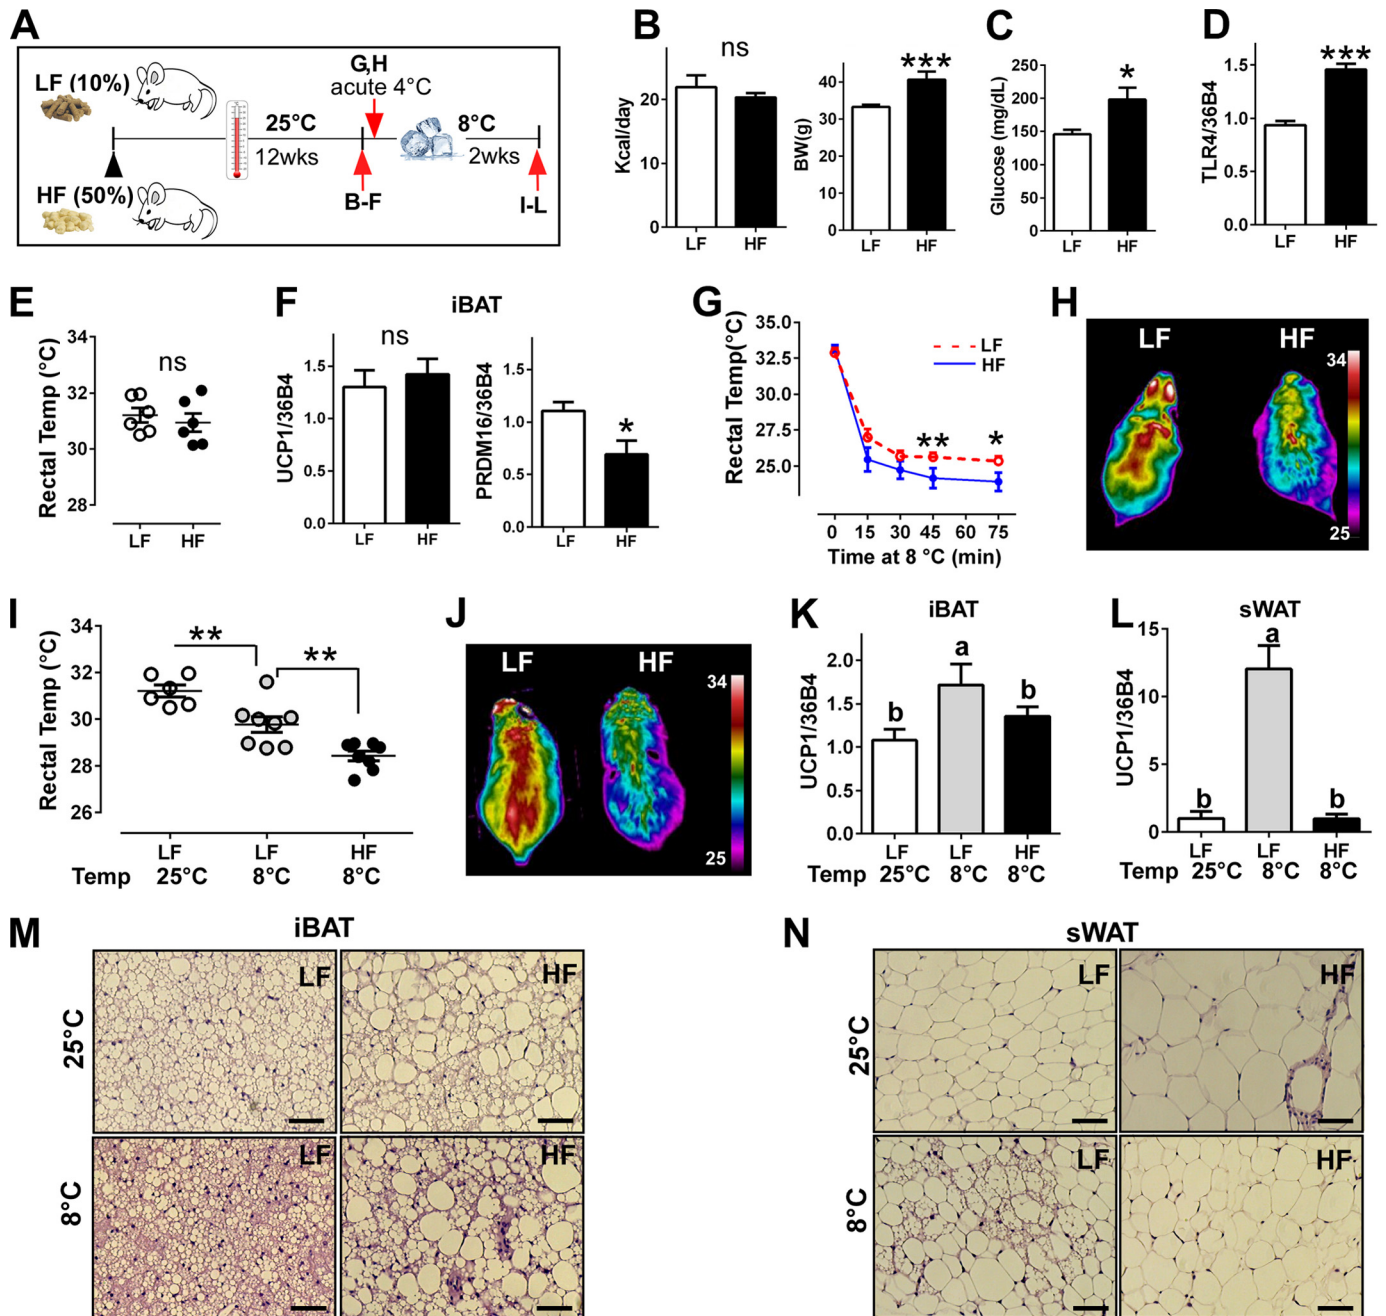 A
LF (10%)
HF (50%)
25°C
12wks
G,H
acute 4°C
B-F
8°C
2wks
I-L
B
ns
Kcal/day
20
10
0
LF HF
***
BW(g)
50
40
30
20
10
0
LF HF
C
*
Glucose (mg/dL)
250
200
150
100
50
0
LF HF
D
***
TLR4/36B4
1.5
1.0
0.5
0.0
LF HF
E
Rectal Temp (°C)
34
32
30
28
ns
LF HF
F
iBAT
ns
UCP1/36B4
1.5
1.0
0.5
0.0
LF HF
PRDM16/36B4
1.5
1.0
0.5
0.0
*
LF HF
G
Rectal Temp(°C)
35.0
32.5
30.0
27.5
25.0
LF
HF
** *
0 15 30 45 60 75
Time at 8 °C (min)
H
LF HF
34
25
I
Rectal Temp (°C)
34
32
30
28
26
** **
LF LF HF
Temp 25°C 8°C 8°C
J
LF HF
34
25
K
iBAT
UCP1/36B4
2.0
1.5
1.0
0.5
0.0
b a b
LF LF HF
Temp 25°C 8°C 8°C
L
sWAT
UCP1/36B4
15
10
5
0
b a b
LF LF HF
Temp 25°C 8°C 8°C
M
iBAT
25°C
LF HF
8°C
LF HF
N
sWAT
25°C
LF HF
8°C
LF HF